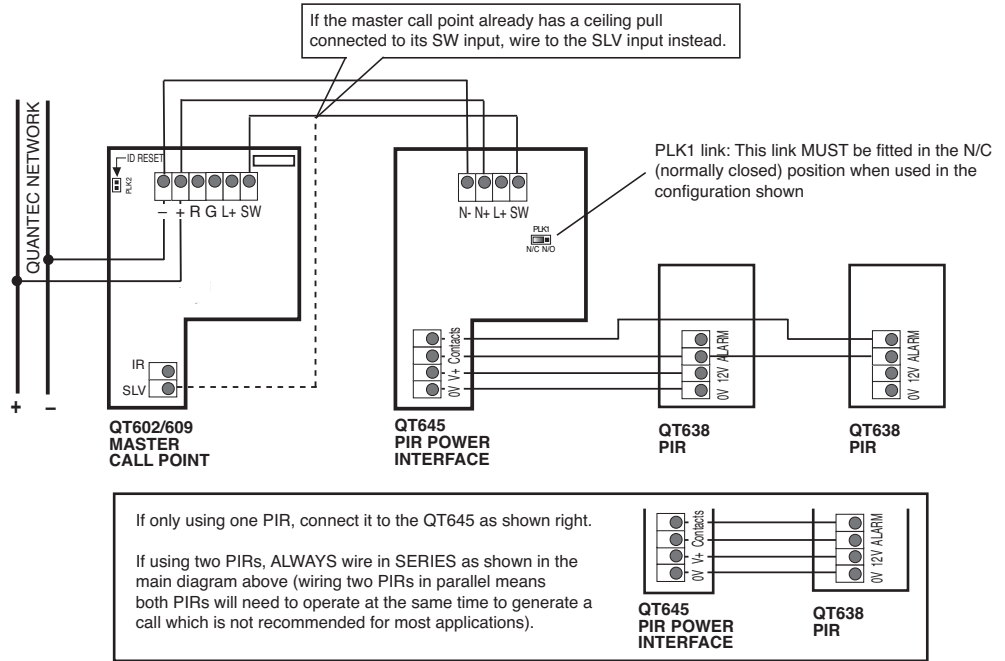 If the master call point already has a ceiling pull
connected to its SW input, wire to the SLV input instead.
QUANTEC NETWORK
+ –
ID RESET
PLK2
– + R G L+ SW
IR
SLV
QT602/609
MASTER
CALL POINT
N- N+ L+ SW
PLK1
N/C N/O
PLK1 link: This link MUST be fitted in the N/C
(normally closed) position when used in the
configuration shown
0V V+ Contacts
QT645
PIR POWER
INTERFACE
0V 12V ALARM
QT638
PIR
0V 12V ALARM
QT638
PIR
If only using one PIR, connect it to the QT645 as shown right.
If using two PIRs, ALWAYS wire in SERIES as shown in the
main diagram above (wiring two PIRs in parallel means
both PIRs will need to operate at the same time to generate a
call which is not recommended for most applications).
0V V+ Contacts
QT645
PIR POWER
INTERFACE
0V 12V ALARM
QT638
PIR